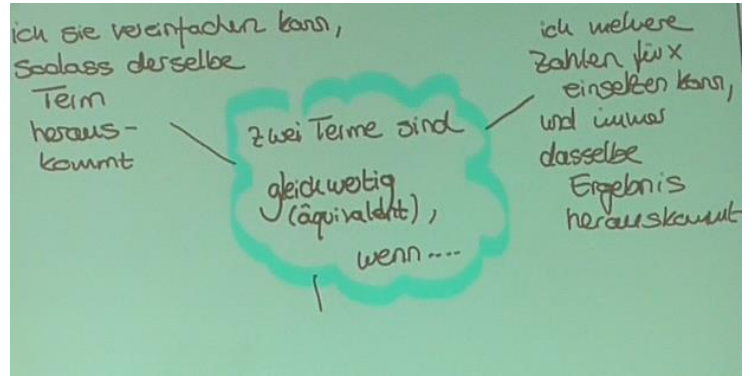 ich sie vereinfachen kann,
sodass derselbe
Term
heraus-
kommt
zwei Terme sind
gleichwertig
(äquivalent),
wenn....
ich mehrere
Zahlen für x
einsetzen kann,
und immer
dasselbe
Ergebnis
herauskommt